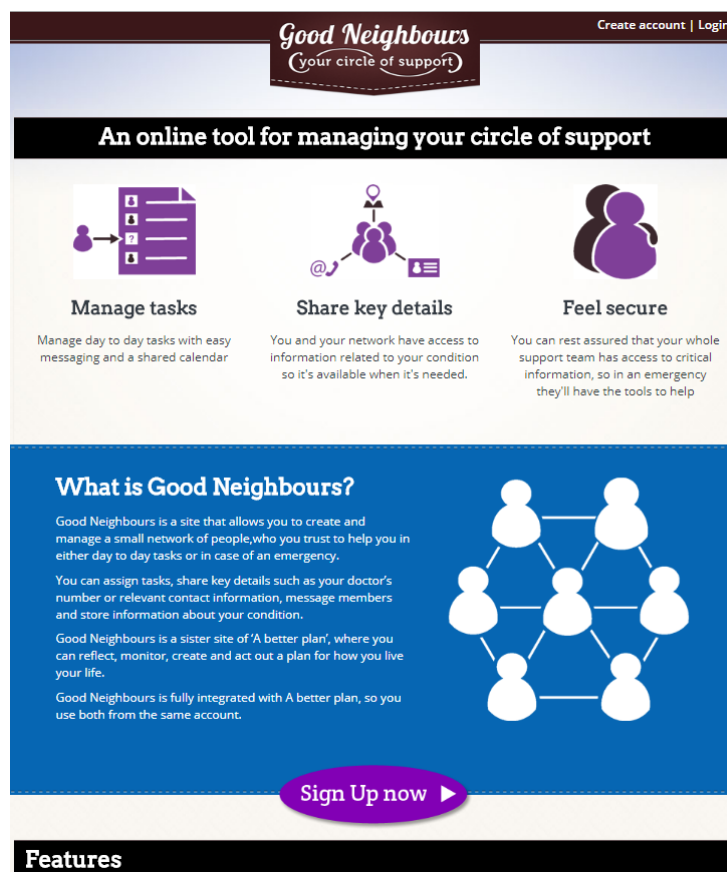 Create account | Login
Good Neighbours
your circle of support
An online tool for managing your circle of support
?
@
Manage tasks
Manage day to day tasks with easy
messaging and a shared calendar
Share key details
You and your network have access to
information related to your condition
so it's available when it's needed.
Feel secure
You can rest assured that your whole
support team has access to critical
information, so in an emergency
they'll have the tools to help
What is Good Neighbours?
Good Neighbours is a site that allows you to create and
manage a small network of people,who you trust to help you in
either day to day tasks or in case of an emergency.
You can assign tasks, share key details such as your doctor's
number or relevant contact information, message members
and store information about your condition.
Good Neighbours is a sister site of 'A better plan', where you
can reflect, monitor, create and act out a plan for how you live
your life.
Good Neighbours is fully integrated with A better plan, so you
use both from the same account.
Sign Up now
Features